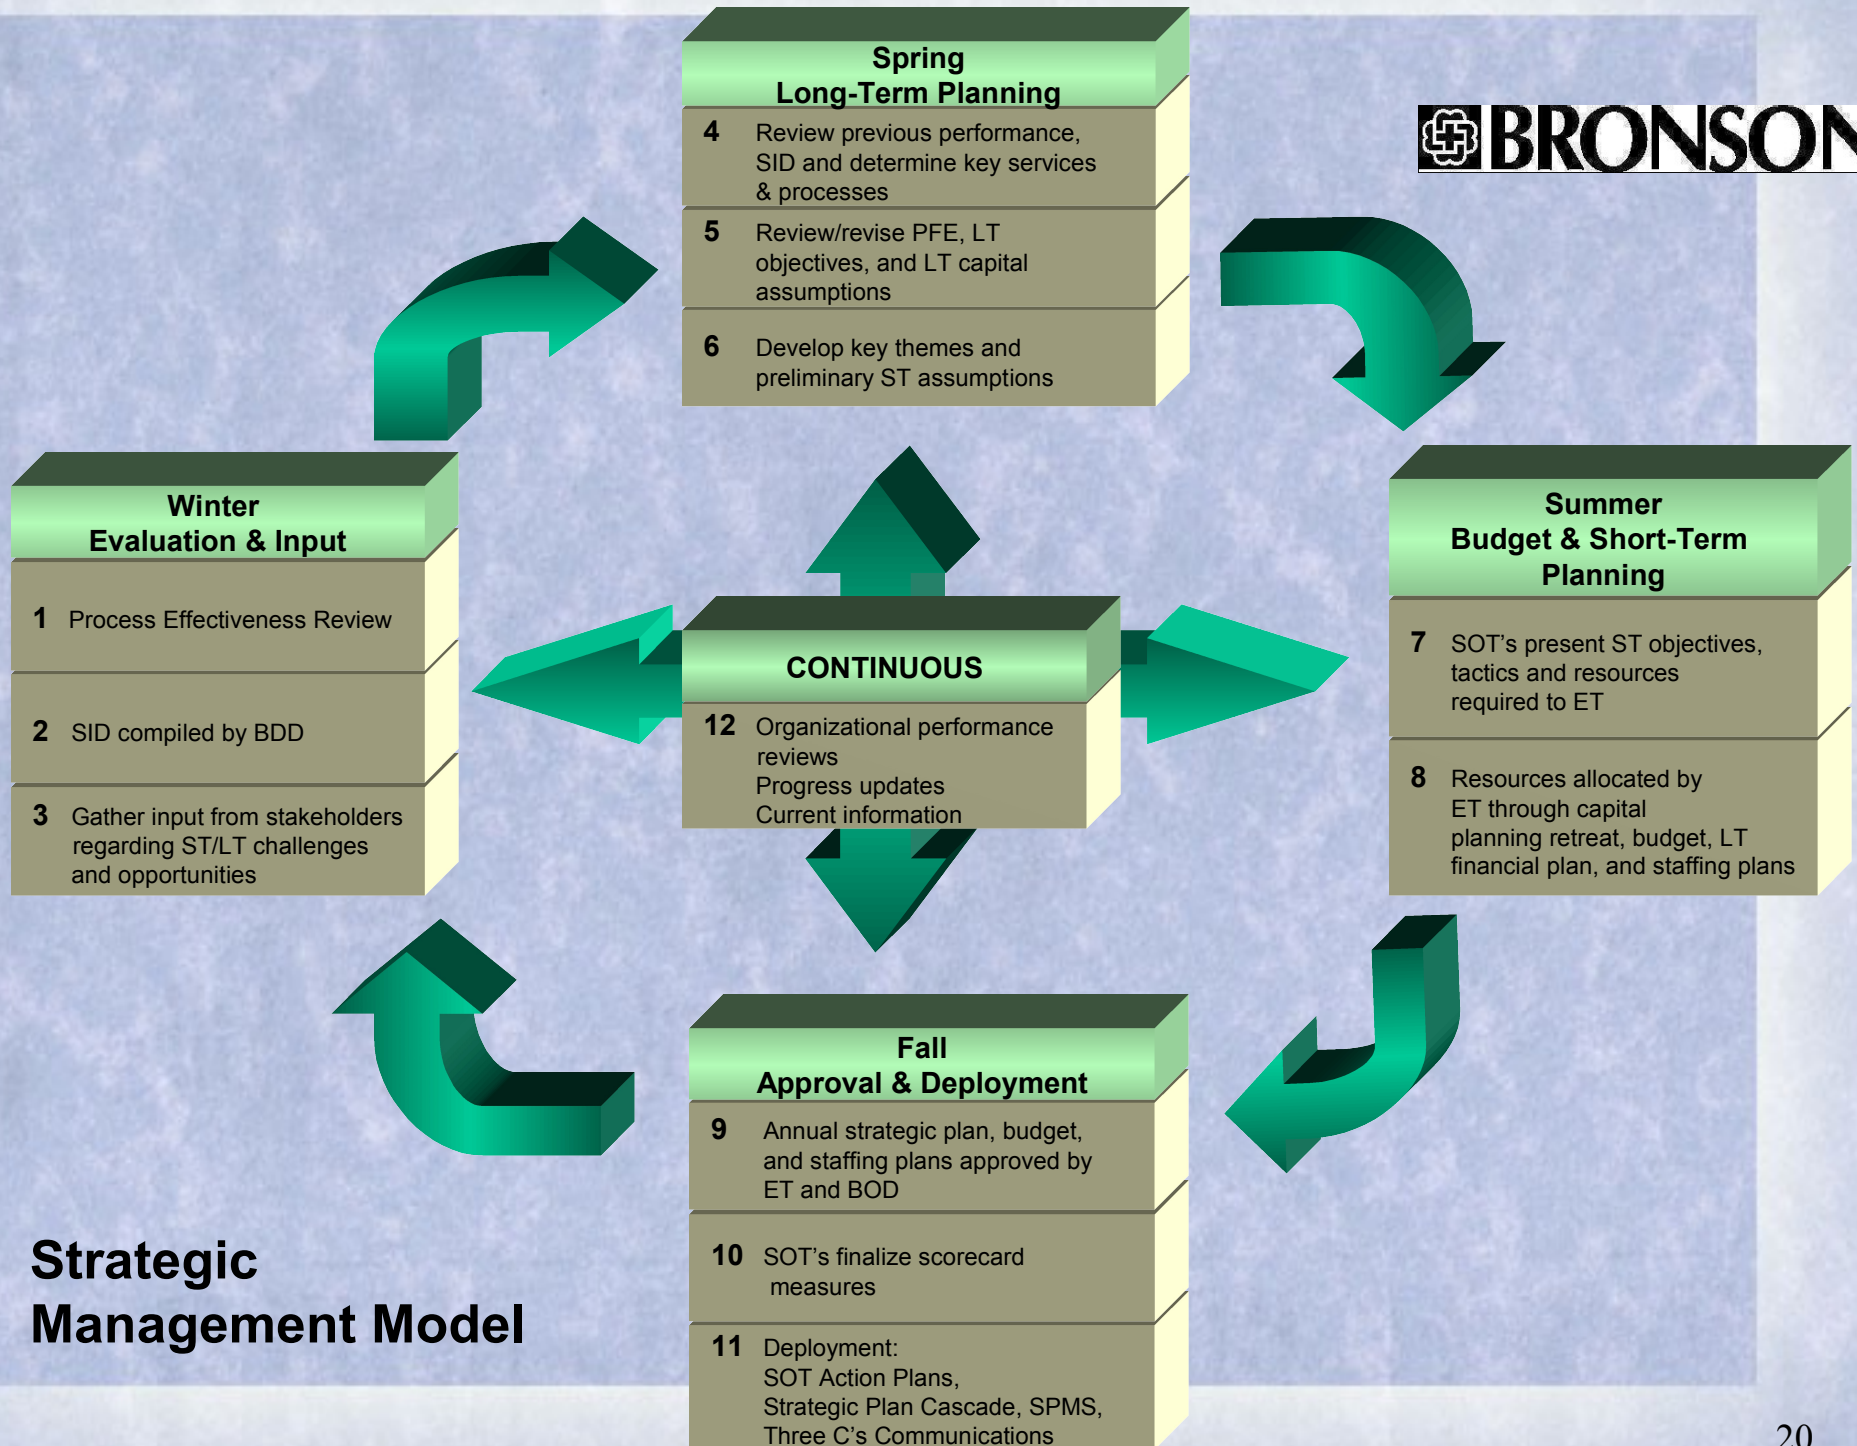 Spring
Long-Term Planning
4 Review previous performance,
SID and determine key services
& processes
5 Review/revise PFE, LT
objectives, and LT capital
assumptions
6 Develop key themes and
preliminary ST assumptions
BRONSON
Winter
Evaluation & Input
1 Process Effectiveness Review
2 SID compiled by BDD
3 Gather input from stakeholders
regarding ST/LT challenges
and opportunities
CONTINUOUS
12 Organizational performance
reviews
Progress updates
Current information
Summer
Budget & Short-Term
Planning
7 SOT's present ST objectives,
tactics and resources
required to ET
8 Resources allocated by
ET through capital
planning retreat, budget, LT
financial plan, and staffing plans
Fall
Approval & Deployment
9 Annual strategic plan, budget,
and staffing plans approved by
ET and BOD
10 SOT's finalize scorecard
measures
11 Deployment:
SOT Action Plans,
Strategic Plan Cascade, SPMS,
Three C's Communications
Strategic
Management Model
20